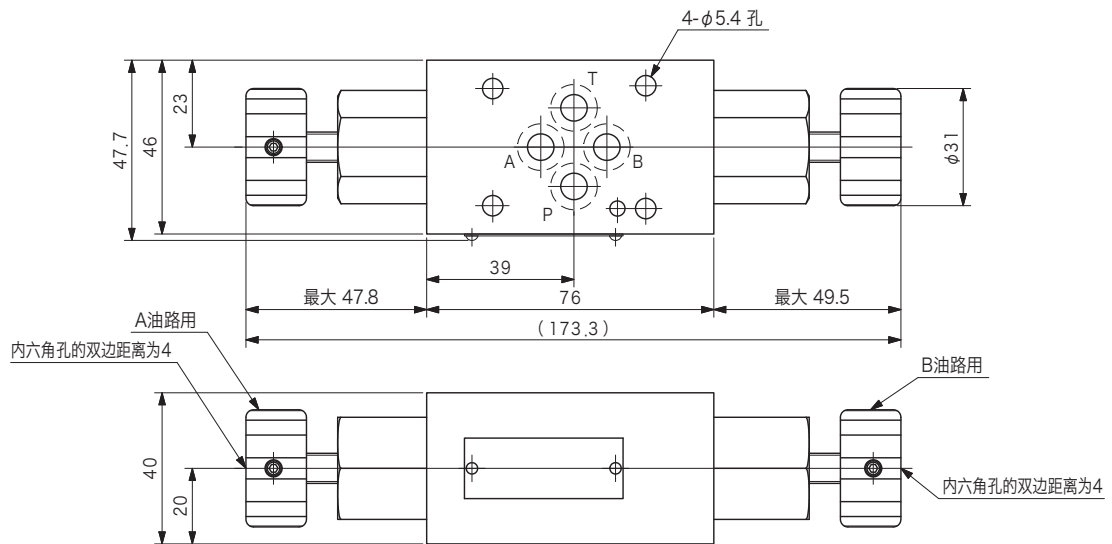 4-φ5.4 孔
T
23
46
47.7
A
B
P
φ31
39
最大 47.8
76
最大 49.5
(173.3)
A油路用
内六角孔的双边距离为4
B油路用
40
20
内六角孔的双边距离为4